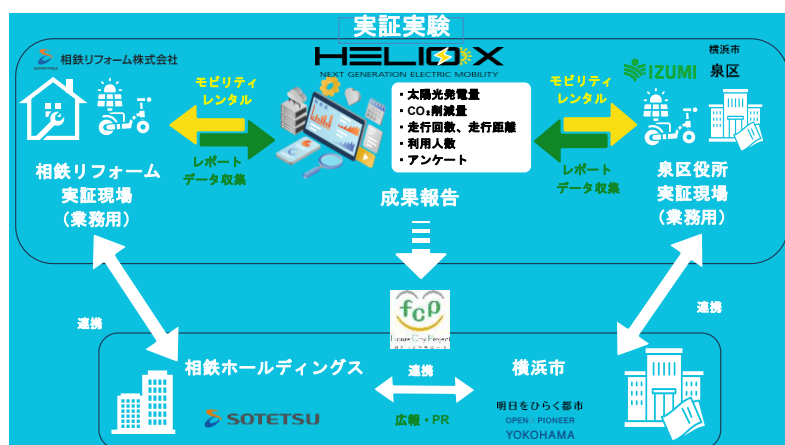 実証実験
SOTETSU
相鉄リフォーム株式会社
HELIOX
NEXT GENERATION ELECTRIC MOBILITY
横浜市
IZUMI 泉区
モビリティ
レンタル
レポート
データ収集
・太陽光発電量
・CO₂削減量
・走行回数、走行距離
・利用人数
・アンケート
モビリティ
レンタル
レポート
データ収集
相鉄リフォーム
実証現場
（業務用）
成果報告
泉区役所
実証現場
（業務用）
連携
連携
fcp
Future City Project
相鉄ホールディングス
連携
横浜市
SOTETSU
広報・PR
明日をひらく都市
OPEN PIONEER
YOKOHAMA